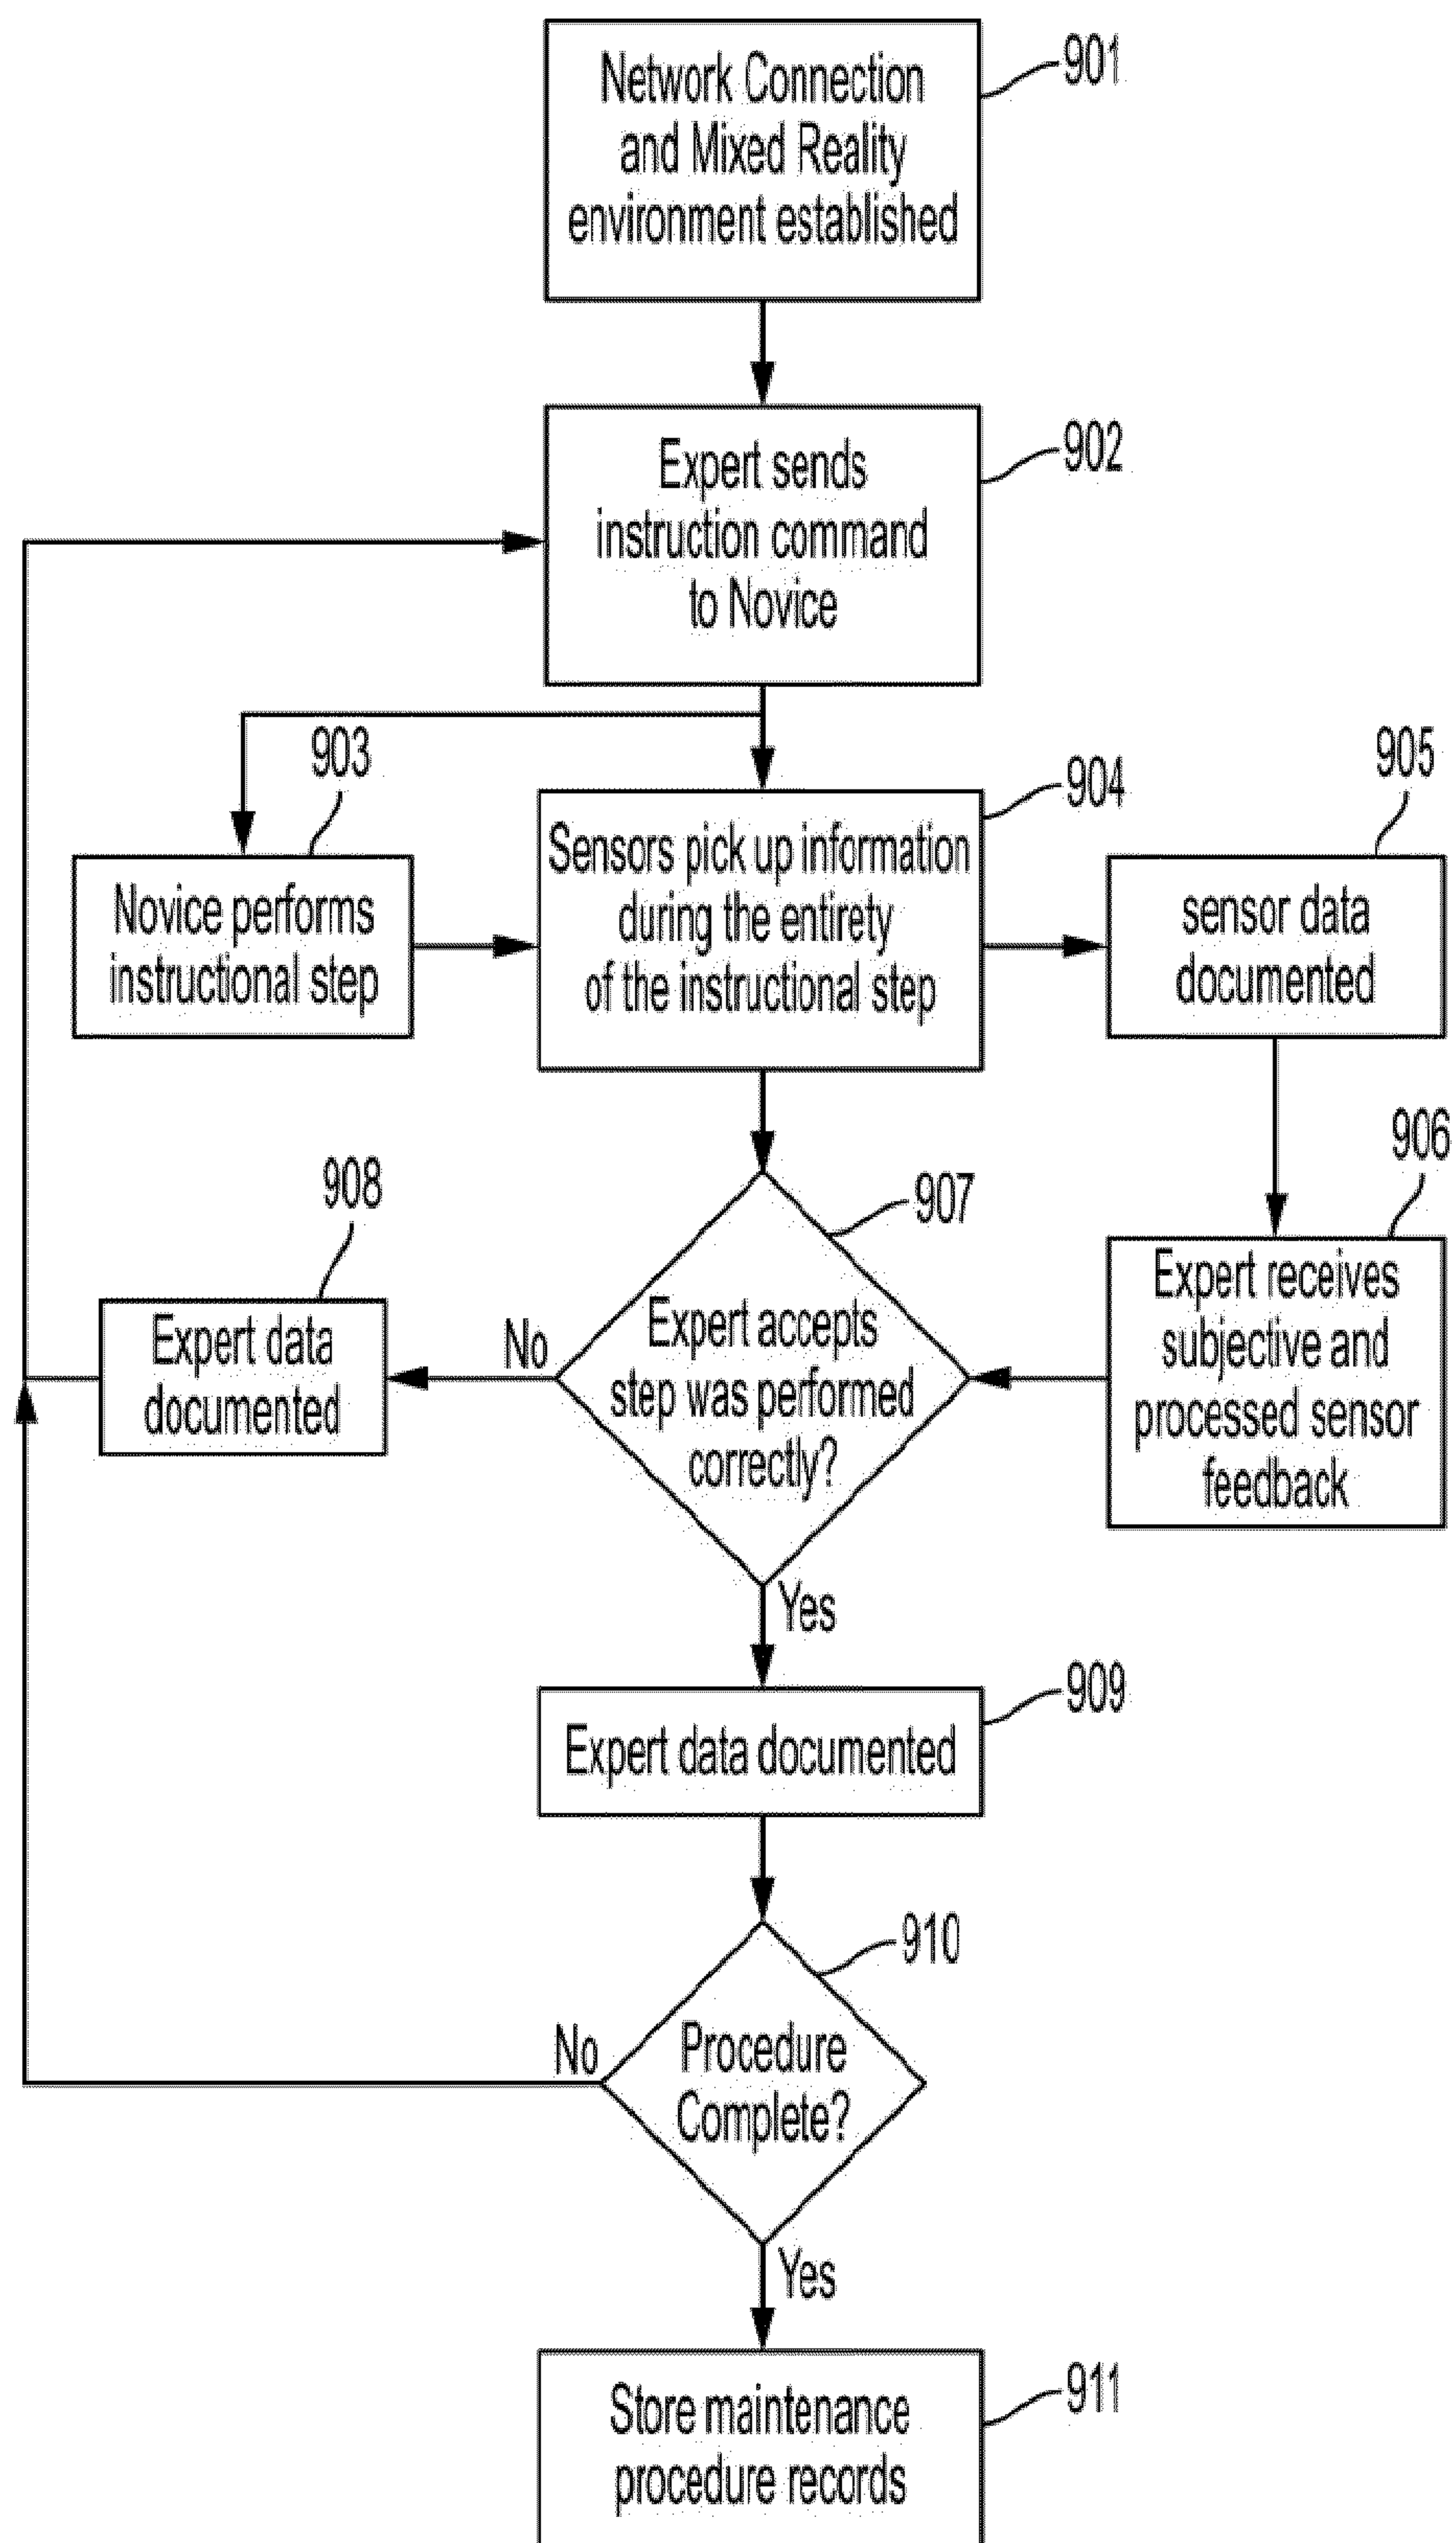 Network Connection
and Mixed Reality
environment established
901
Expert sends
instruction command
to Novice
902
903
Novice performs
instructional step
904
Sensors pick up information
during the entirety
of the instructional step
905
sensor data
documented
906
Expert receives
subjective and
processed sensor
feedback
907
Expert accepts
step was performed
correctly?
No
908
Expert data
documented
Yes
909
Expert data documented
910
Procedure
Complete?
No
Yes
911
Store maintenance
procedure records